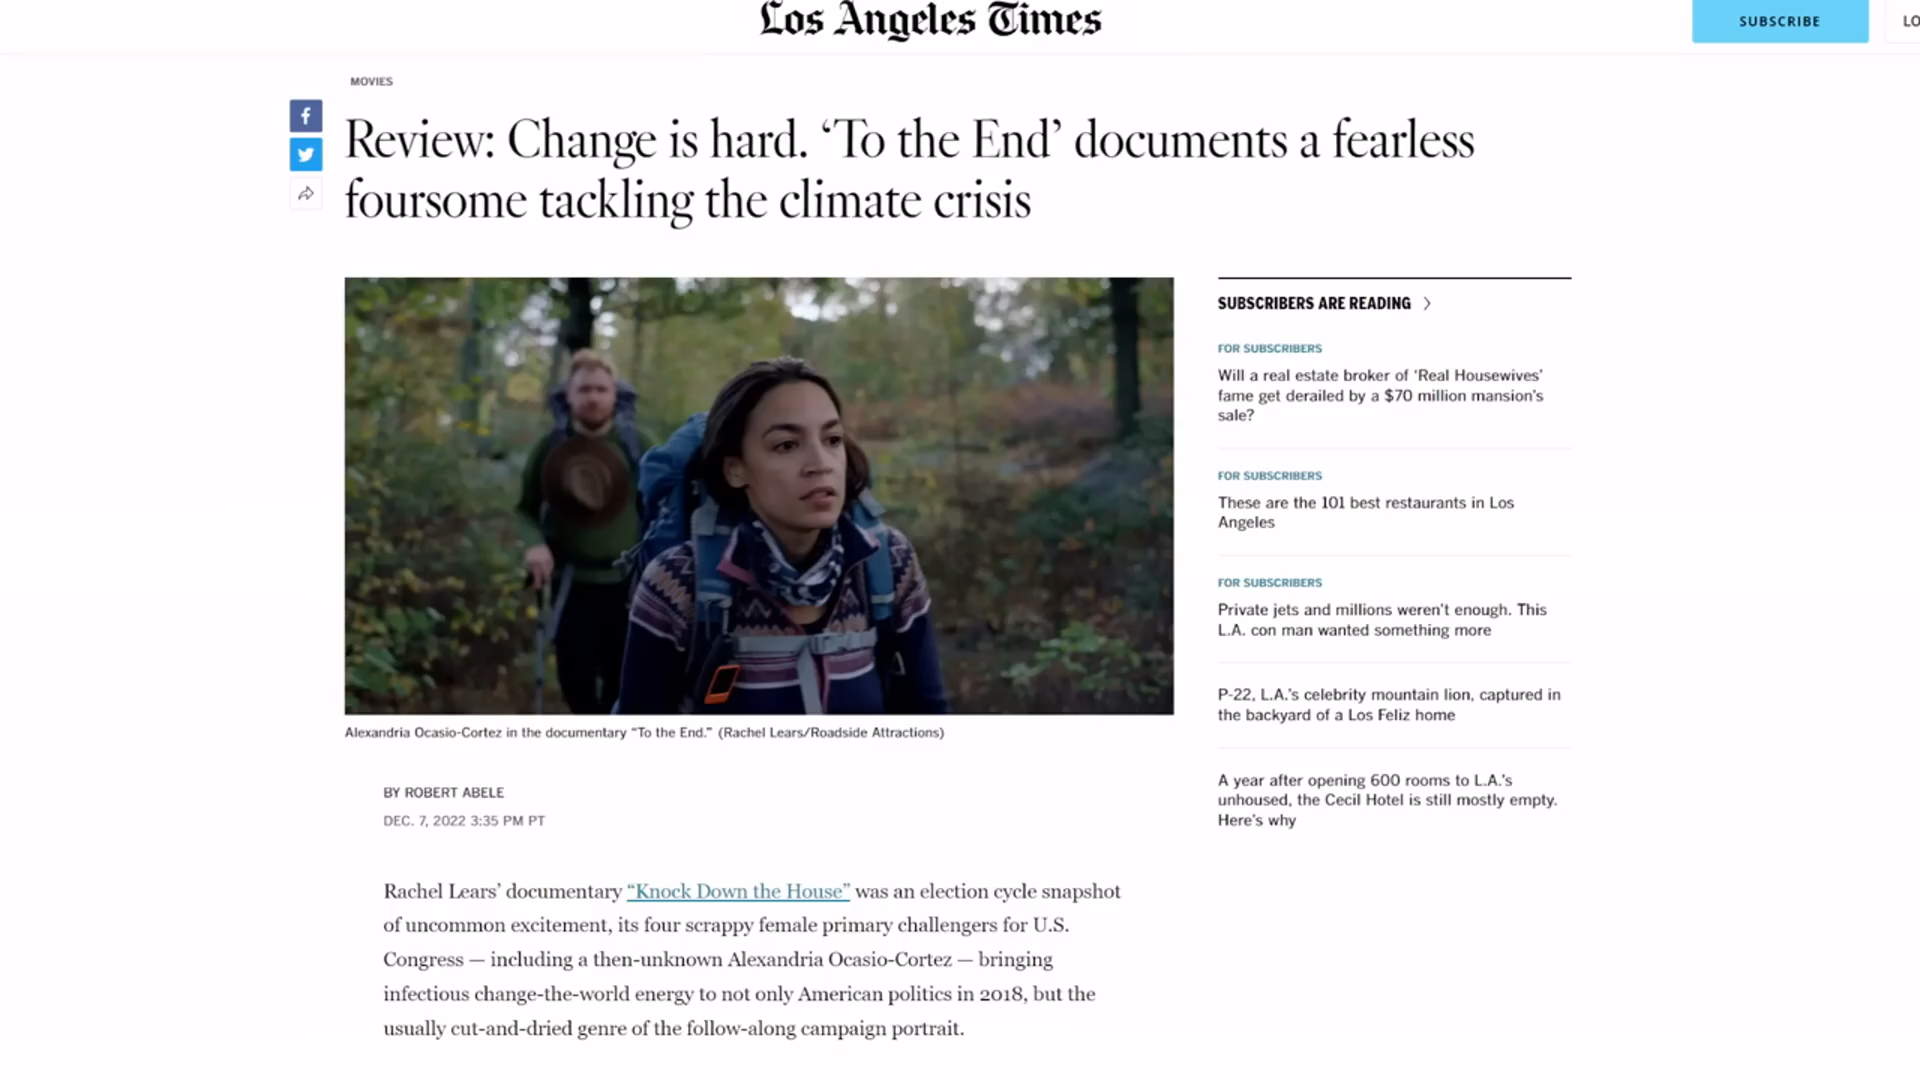 Los Angeles Times
SUBSCRIBE
LO
MOVIES
Review: Change is hard. ‘To the End’ documents a fearless
foursome tackling the climate crisis
Alexandria Ocasio-Cortez in the documentary “To the End.” (Rachel Lears/Roadside Attractions)
BY ROBERT ABELE
DEC. 7, 2022 3:35 PM PT
Rachel Lears’ documentary “Knock Down the House” was an election cycle snapshot
of uncommon excitement, its four scrappy female primary challengers for U.S.
Congress — including a then-unknown Alexandria Ocasio-Cortez — bringing
infectious change-the-world energy to not only American politics in 2018, but the
usually cut-and-dried genre of the follow-along campaign portrait.
SUBSCRIBERS ARE READING
FOR SUBSCRIBERS
Will a real estate broker of ‘Real Housewives’
fame get derailed by a $70 million mansion’s
sale?
FOR SUBSCRIBERS
These are the 101 best restaurants in Los
Angeles
FOR SUBSCRIBERS
Private jets and millions weren’t enough. This
L.A. con man wanted something more
P-22, L.A.’s celebrity mountain lion, captured in
the backyard of a Los Feliz home
A year after opening 600 rooms to L.A.’s
unhoused, the Cecil Hotel is still mostly empty.
Here’s why